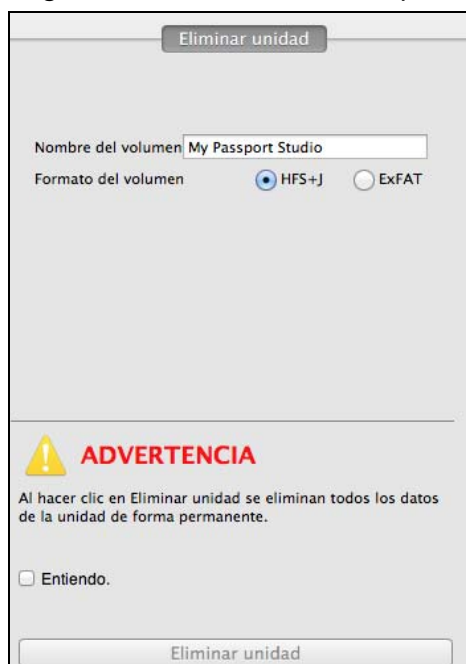 Eliminar unidad
Nombre del volumen My Passport Studio
Formato del volumen HFS+J ExFAT
ADVERTENCIA
Al hacer clic en Eliminar unidad se eliminan todos los datos
de la unidad de forma permanente.
Entiendo.
Eliminar unidad